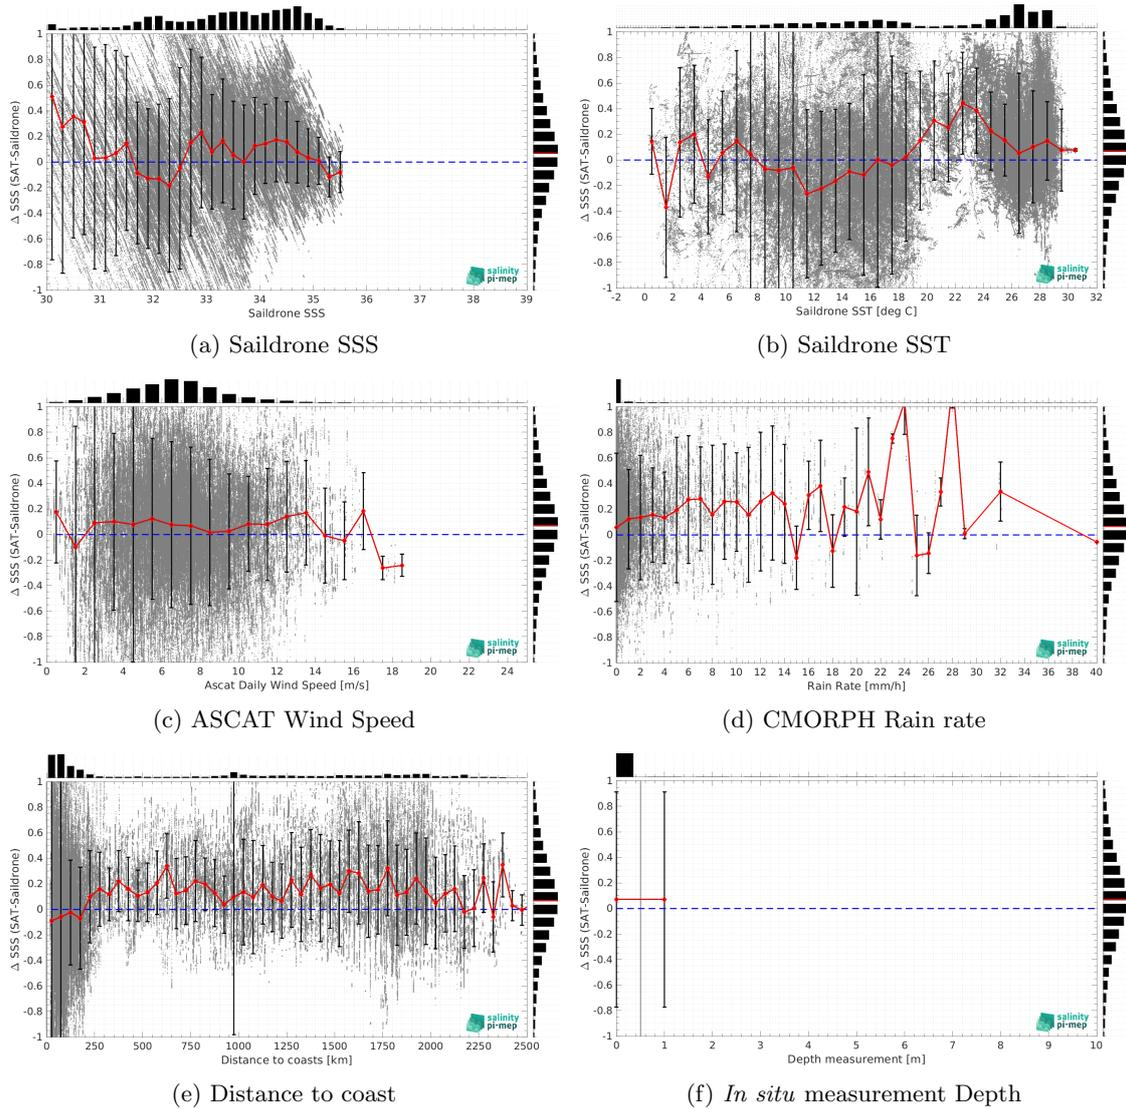 1
0.8
0.6
0.4
0.2
0
-0.2
-0.4
-0.6
-0.8
-1
Δ SSS (SAT-Saildrone)
salinity
pi-mep
30 31 32 33 34 35 36 37 38 39
Saildrone SSS
(a) Saildrone SSS
1
0.8
0.6
0.4
0.2
0
-0.2
-0.4
-0.6
-0.8
-1
Δ SSS (SAT-Saildrone)
salinity
pi-mep
-2 0 2 4 6 8 10 12 14 16 18 20 22 24 26 28 30 32
Saildrone SST [deg C]
(b) Saildrone SST
1
0.8
0.6
0.4
0.2
0
-0.2
-0.4
-0.6
-0.8
-1
Δ SSS (SAT-Saildrone)
salinity
pi-mep
0 2 4 6 8 10 12 14 16 18 20 22 24
Ascat Daily Wind Speed [m/s]
(c) ASCAT Wind Speed
1
0.8
0.6
0.4
0.2
0
-0.2
-0.4
-0.6
-0.8
-1
Δ SSS (SAT-Saildrone)
salinity
pi-mep
0 2 4 6 8 10 12 14 16 18 20 22 24 26 28 30 32 34 36 38 40
Rain Rate [mm/h]
(d) CMORPH Rain rate
1
0.8
0.6
0.4
0.2
0
-0.2
-0.4
-0.6
-0.8
-1
Δ SSS (SAT-Saildrone)
salinity
pi-mep
0 250 500 750 1000 1250 1500 1750 2000 2250 2500
Distance to coasts [km]
(e) Distance to coast
1
0.8
0.6
0.4
0.2
0
-0.2
-0.4
-0.6
-0.8
-1
Δ SSS (SAT-Saildrone)
salinity
pi-mep
0 1 2 3 4 5 6 7 8 9 10
Depth measurement [m]
(f) In situ measurement Depth